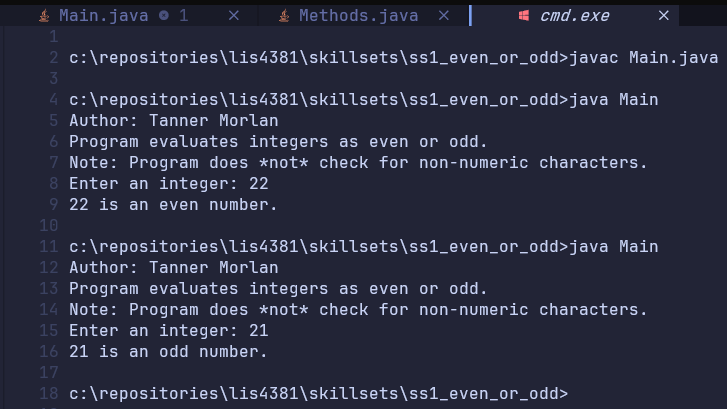 Main.java 1 × Methods.java × cmd.exe ×
1
2 c:\repositories\lis4381\skillsets\ss1_even_or_odd>javac Main.java
3
4 c:\repositories\lis4381\skillsets\ss1_even_or_odd>java Main
5 Author: Tanner Morlan
6 Program evaluates integers as even or odd.
7 Note: Program does *not* check for non-numeric characters.
8 Enter an integer: 22
9 22 is an even number.
10
11 c:\repositories\lis4381\skillsets\ss1_even_or_odd>java Main
12 Author: Tanner Morlan
13 Program evaluates integers as even or odd.
14 Note: Program does *not* check for non-numeric characters.
15 Enter an integer: 21
16 21 is an odd number.
17
18 c:\repositories\lis4381\skillsets\ss1_even_or_odd>